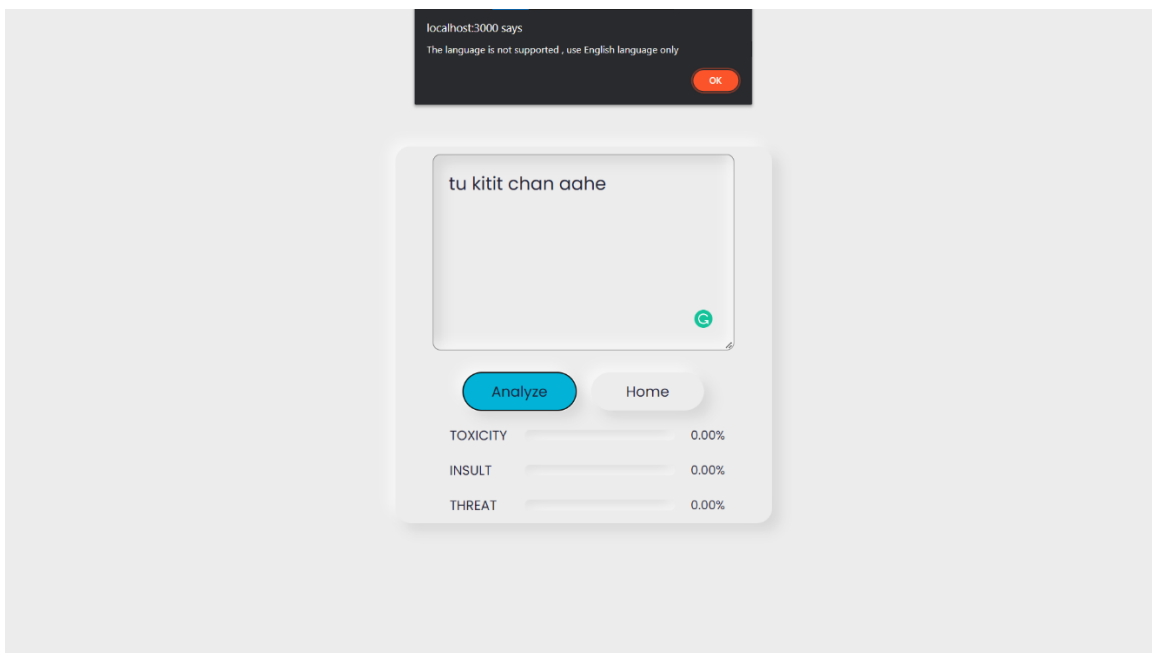 localhost:3000 says
The language is not supported , use English language only
OK
tu kitit chan aahe
Analyze Home
TOXICITY 0.00%
INSULT 0.00%
THREAT 0.00%